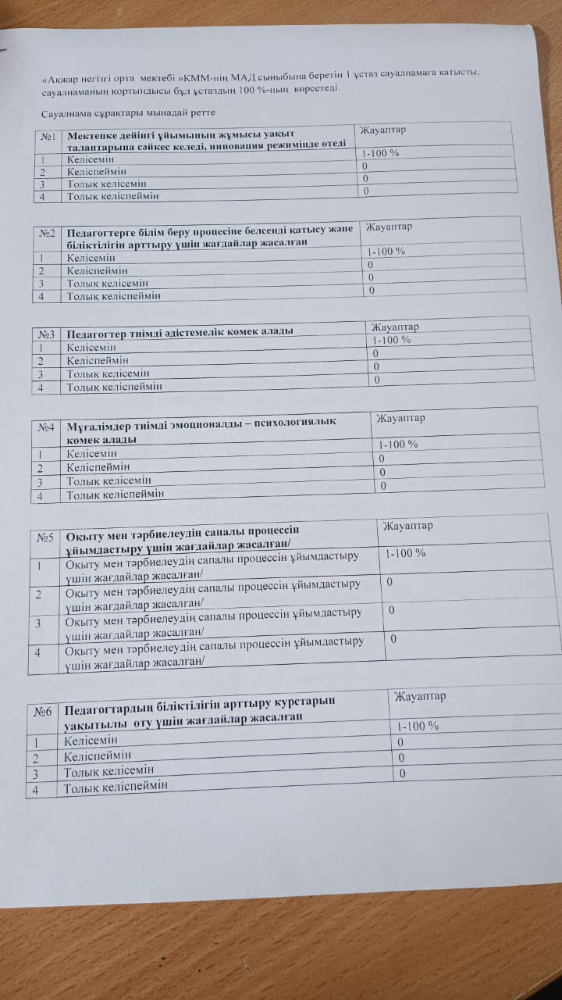 «Ақжар негізгі орта мектебі »КММ-нің МАД сыныбына беретін 1 ұстаз сауалнамаға қатысты,
сауалнаманың қортындысы бұл ұстаздың 100 %-ның көрсетеді.
Сауалнама сұрақтары мынадай ретте
№1 Мектепке дейінгі ұйымының жұмысы уақыт Жауаптар
талаптарына сәйкес келеді, инновация режимінде өтеді
1 Келісемін 1-100 %
2 Келіспеймін 0
3 Толық келісемін 0
4 Толық келіспеймін 0
№2 Педагогтерге білім беру процесіне белсенді қатысу және Жауаптар
біліктілігін арттыру үшін жағдайлар жасалған
1 Келісемін 1-100 %
2 Келіспеймін 0
3 Толық келісемін 0
4 Толық келіспеймін 0
№3 Педагогтер тиімді әдістемелік көмек алады Жауаптар
1 Келісемін 1-100 %
2 Келіспеймін 0
3 Толық келісемін 0
4 Толық келіспеймін 0
№4 Мұғалімдер тиімді эмоционалды – психологиялық Жауаптар
көмек алады
1 Келісемін 1-100 %
2 Келіспеймін 0
3 Толық келісемін 0
4 Толық келіспеймін 0
№5 Оқыту мен тәрбиелеудің сапалы процессін Жауаптар
ұйымдастыру үшін жағдайлар жасалған/
1 Оқыту мен тәрбиелеудің сапалы процессін ұйымдастыру 1-100 %
үшін жағдайлар жасалған/
2 Оқыту мен тәрбиелеудің сапалы процессін ұйымдастыру 0
үшін жағдайлар жасалған/
3 Оқыту мен тәрбиелеудің сапалы процессін ұйымдастыру 0
үшін жағдайлар жасалған/
4 Оқыту мен тәрбиелеудің сапалы процессін ұйымдастыру 0
үшін жағдайлар жасалған/
№6 Педагогтардың біліктілігін арттыру курстарын Жауаптар
уақытылы өту үшін жағдайлар жасалған
1 Келісемін 1-100 %
2 Келіспеймін 0
3 Толық келісемін 0
4 Толық келіспеймін 0